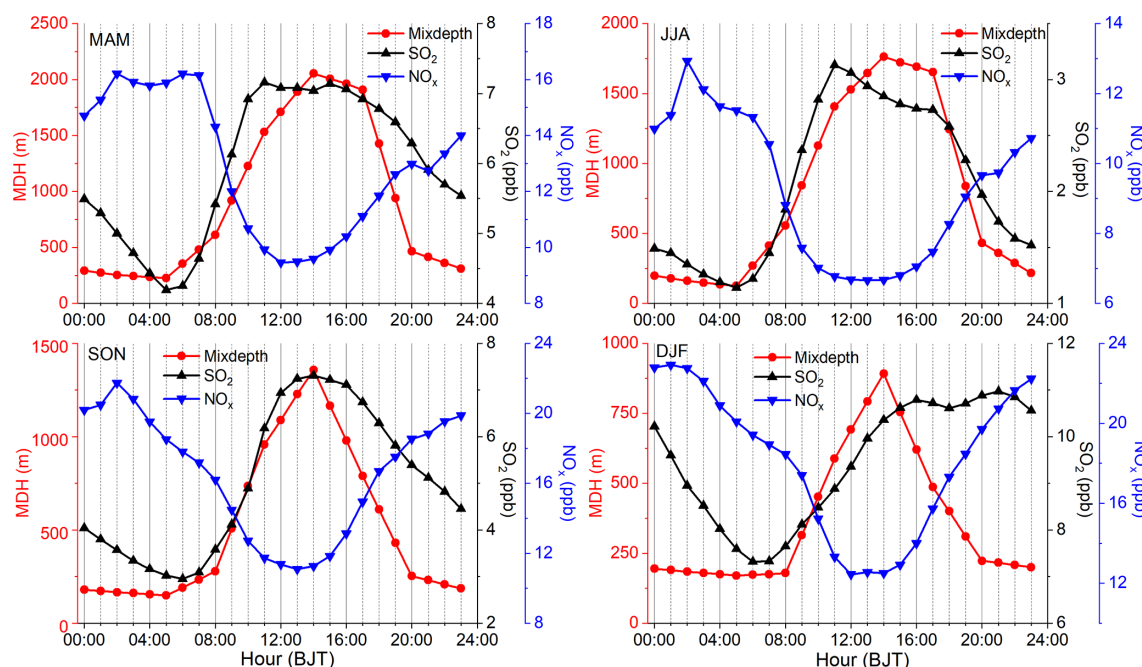 MAM
Mixdepth
SO₂
NOₓ
2500
2000
1500
1000
500
0
MDH (m)
8
7
6
5
4
SO₂ (ppb)
18
16
14
12
10
8
NOₓ (ppb)
00:00 04:00 08:00 12:00 16:00 20:00 24:00
JJA
Mixdepth
SO₂
NOₓ
2000
1500
1000
500
0
MDH (m)
3
3
2
1
SO₂ (ppb)
14
12
10
8
6
NOₓ (ppb)
00:00 04:00 08:00 12:00 16:00 20:00 24:00
SON
Mixdepth
SO₂
NOₓ
1500
1000
500
0
MDH (m)
8
6
4
2
SO₂ (ppb)
24
20
16
12
8
NOₓ (ppb)
00:00 04:00 08:00 12:00 16:00 20:00 24:00
Hour (BJT)
DJF
Mixdepth
SO₂
NOₓ
1000
750
500
250
0
MDH (m)
12
10
8
6
SO₂ (ppb)
24
20
16
12
NOₓ (ppb)
00:00 04:00 08:00 12:00 16:00 20:00 24:00
Hour (BJT)